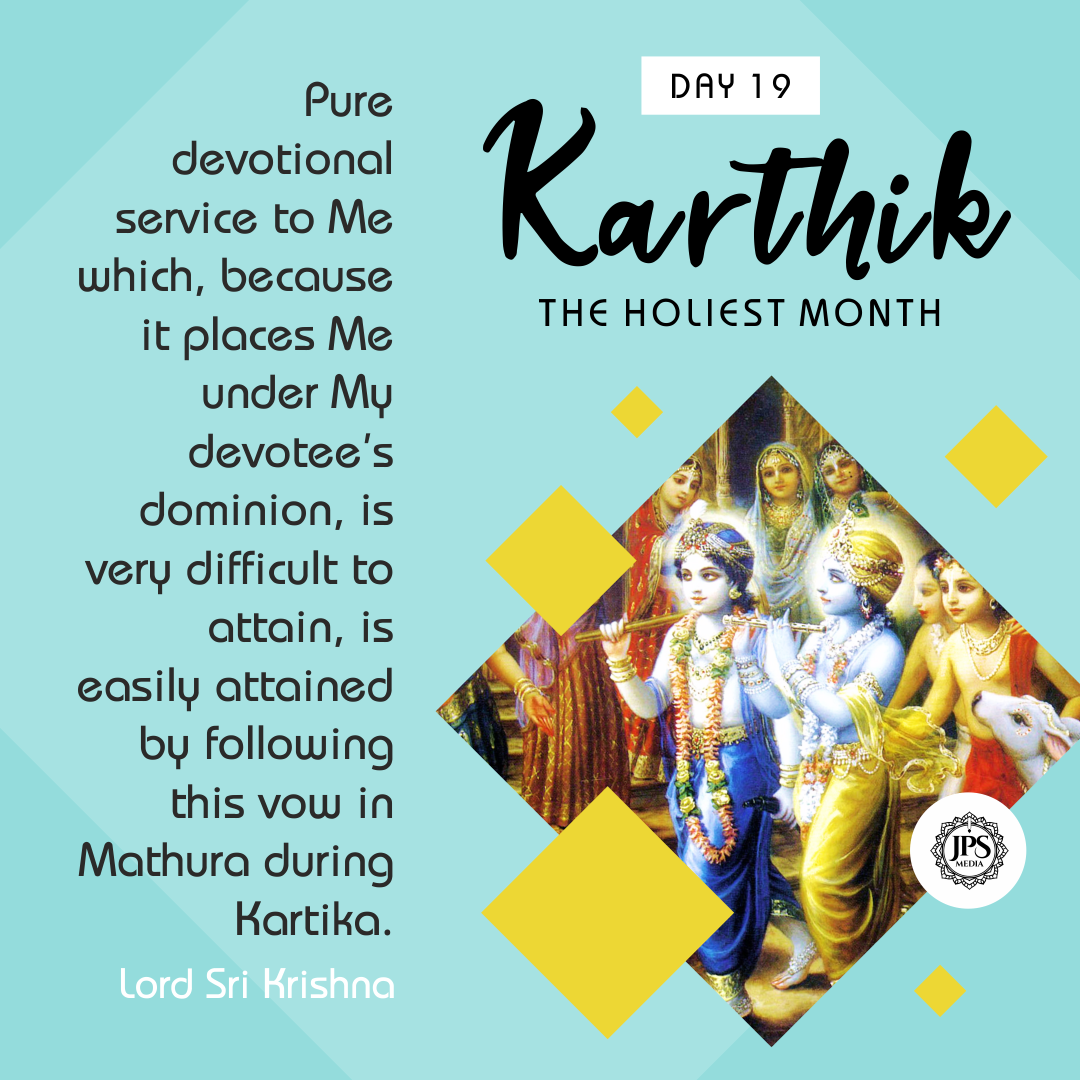 Pure
devotional
service to Me
which, because
it places Me
under My
devotee's
dominion, is
very difficult to
attain, is
easily attained
by following
this vow in
Mathura during
Kartika.
Lord Sri Krishna
DAY 19
Karthik
THE HOLIEST MONTH
JPS
MEDIA